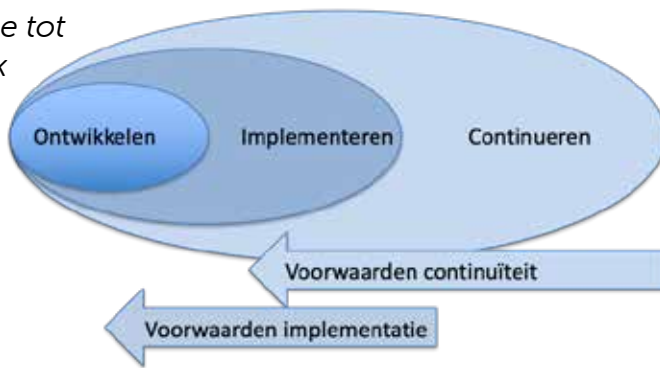 e tot
k
Ontwikkelen Implementeren Continueren
Voorwaarden continuïteit
Voorwaarden implementatie